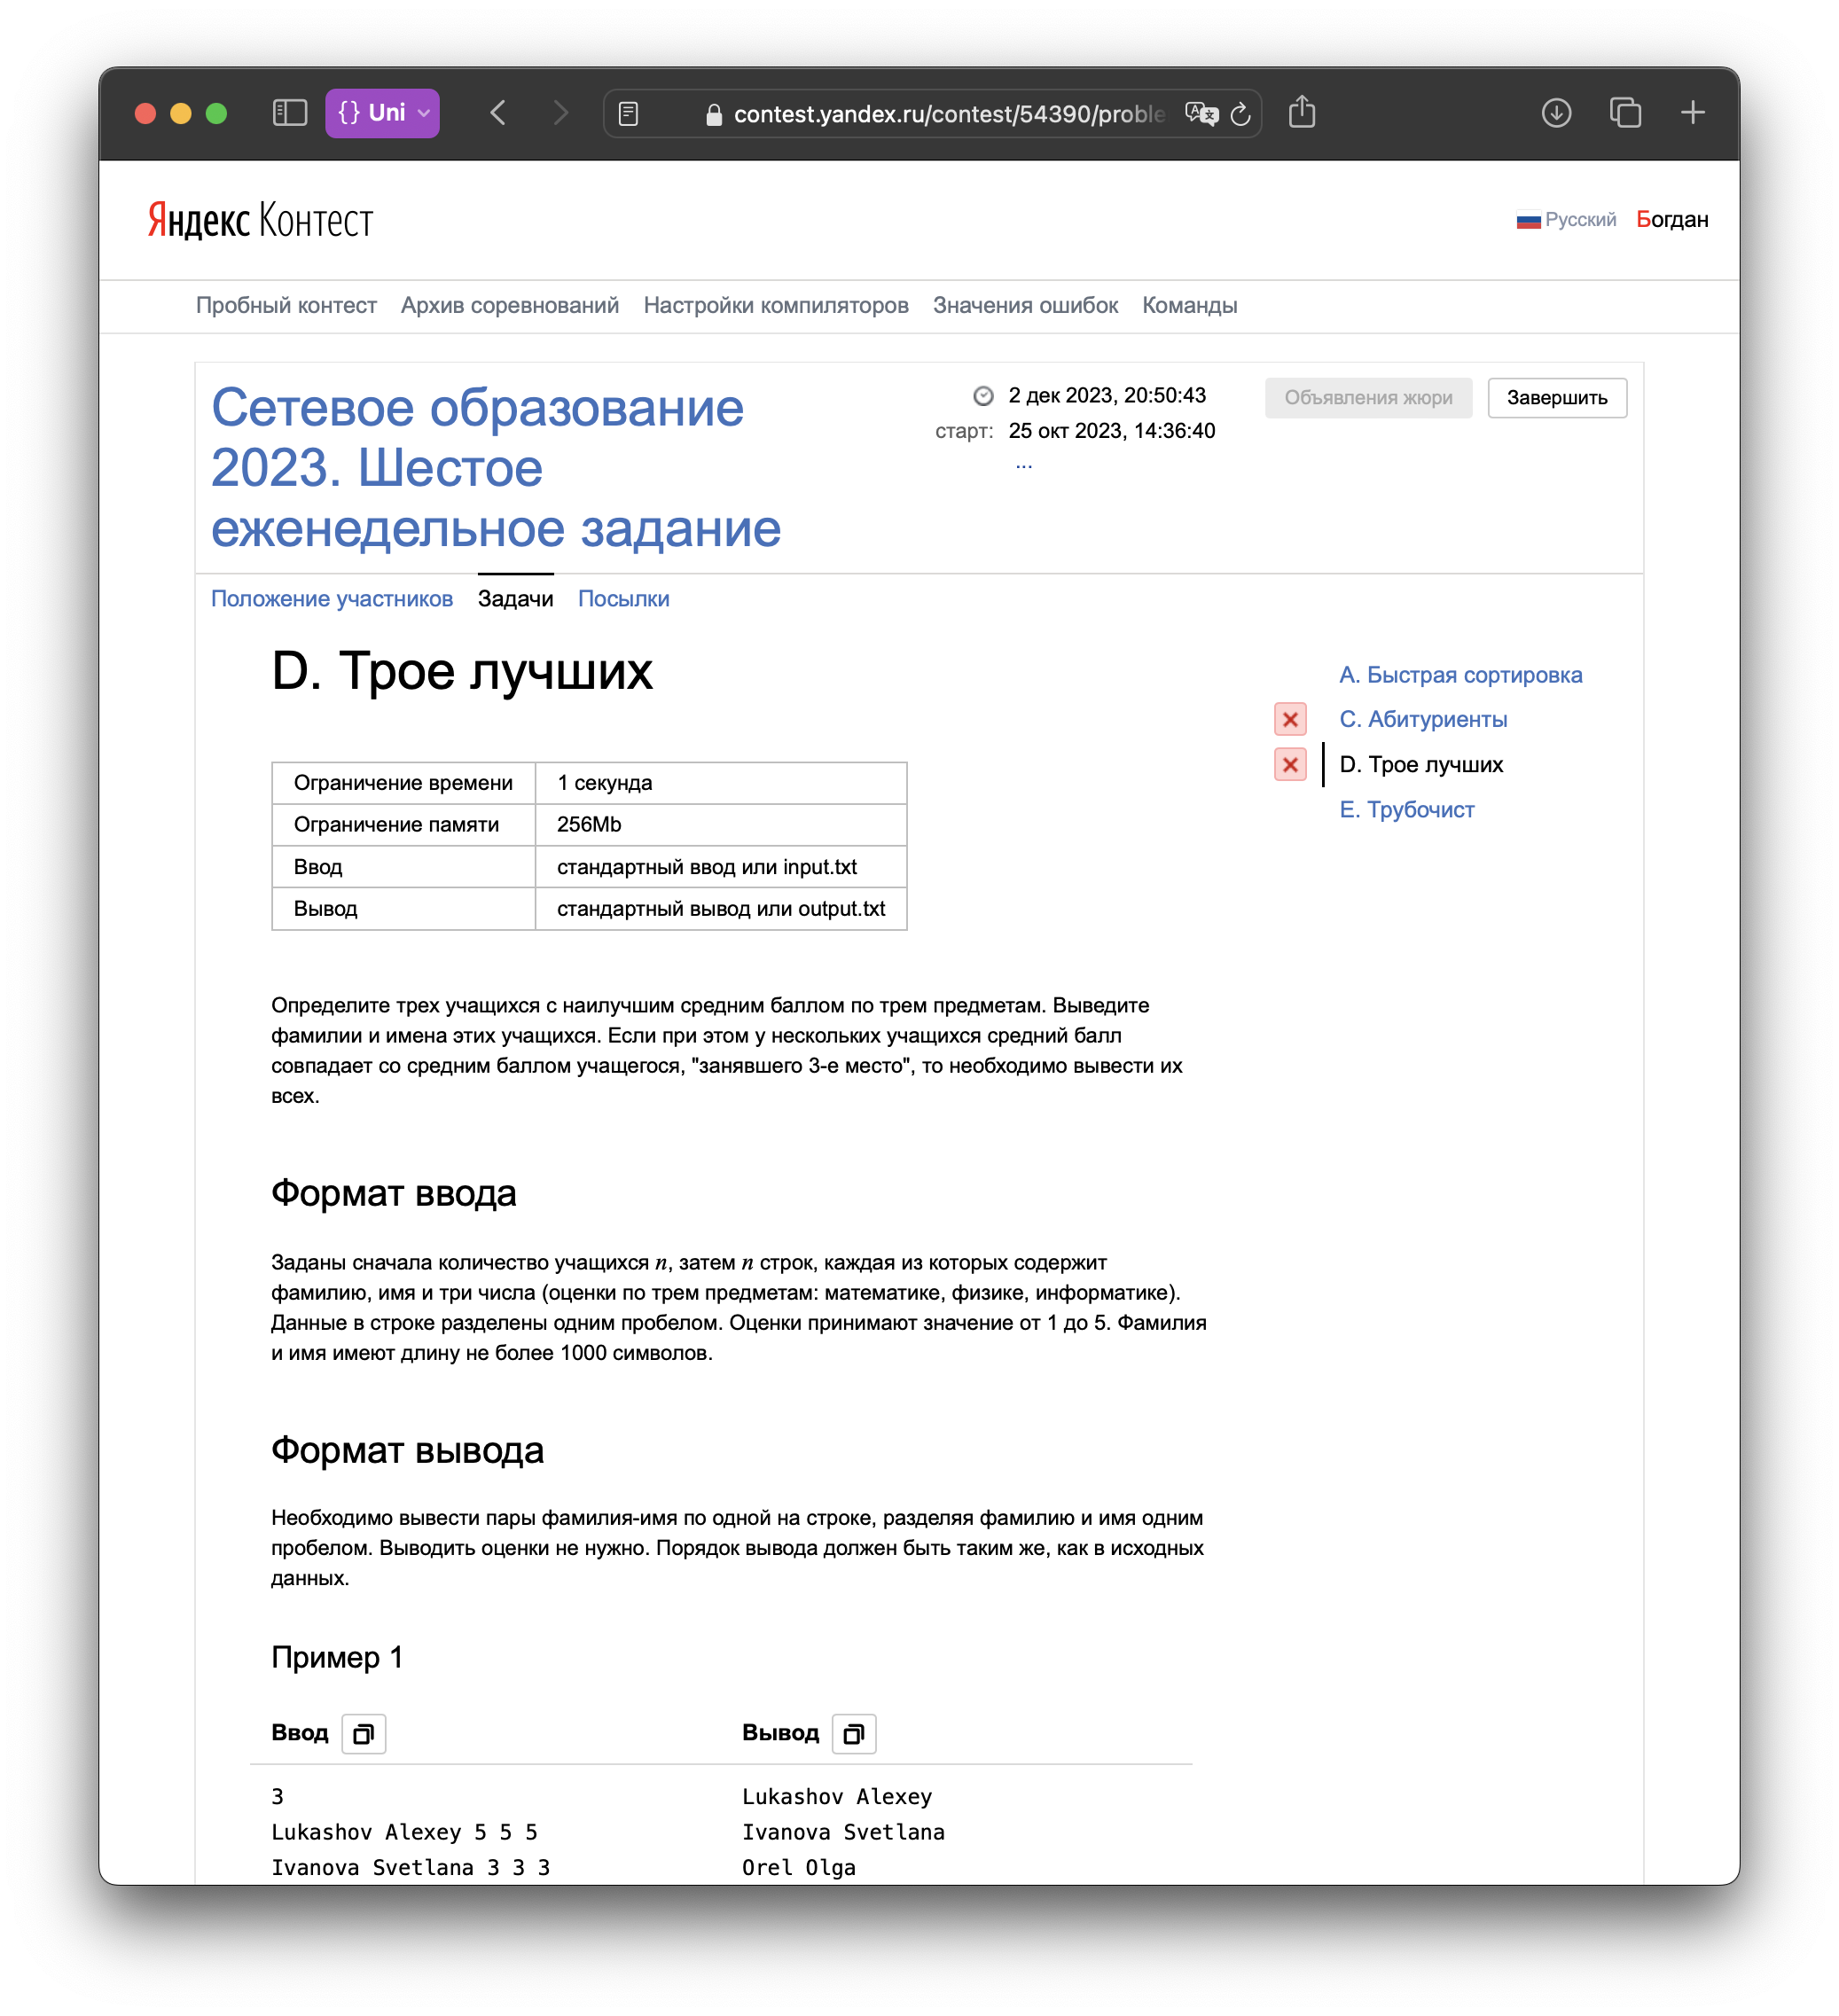 {} Uni
contest.yandex.ru/contest/54390/proble
Яндекс Контест
Русский Богдан
Пробный контест Архив соревнований Настройки компиляторов Значения ошибок Команды
Сетевое образование
2023. Шестое
еженедельное задание
2 дек 2023, 20:50:43
старт: 25 окт 2023, 14:36:40
...
Объявления жюри Завершить
Положение участников Задачи Посылки
D. Трое лучших
A. Быстрая сортировка
C. Абитуриенты
D. Трое лучших
E. Трубочист
Ограничение времени 1 секунда
Ограничение памяти 256Mb
Ввод стандартный ввод или input.txt
Вывод стандартный вывод или output.txt
Определите трех учащихся с наилучшим средним баллом по трем предметам. Выведите
фамилии и имена этих учащихся. Если при этом у нескольких учащихся средний балл
совпадает со средним баллом учащегося, "занявшего 3-е место", то необходимо вывести их
всех.
Формат ввода
Заданы сначала количество учащихся n, затем n строк, каждая из которых содержит
фамилию, имя и три числа (оценки по трем предметам: математике, физике, информатике).
Данные в строке разделены одним пробелом. Оценки принимают значение от 1 до 5. Фамилия
и имя имеют длину не более 1000 символов.
Формат вывода
Необходимо вывести пары фамилия-имя по одной на строке, разделяя фамилию и имя одним
пробелом. Выводить оценки не нужно. Порядок вывода должен быть таким же, как в исходных
данных.
Пример 1
Ввод Вывод
3 Lukashov Alexey
Lukashov Alexey 5 5 5 Ivanova Svetlana
Ivanova Svetlana 3 3 3 Orel Olga